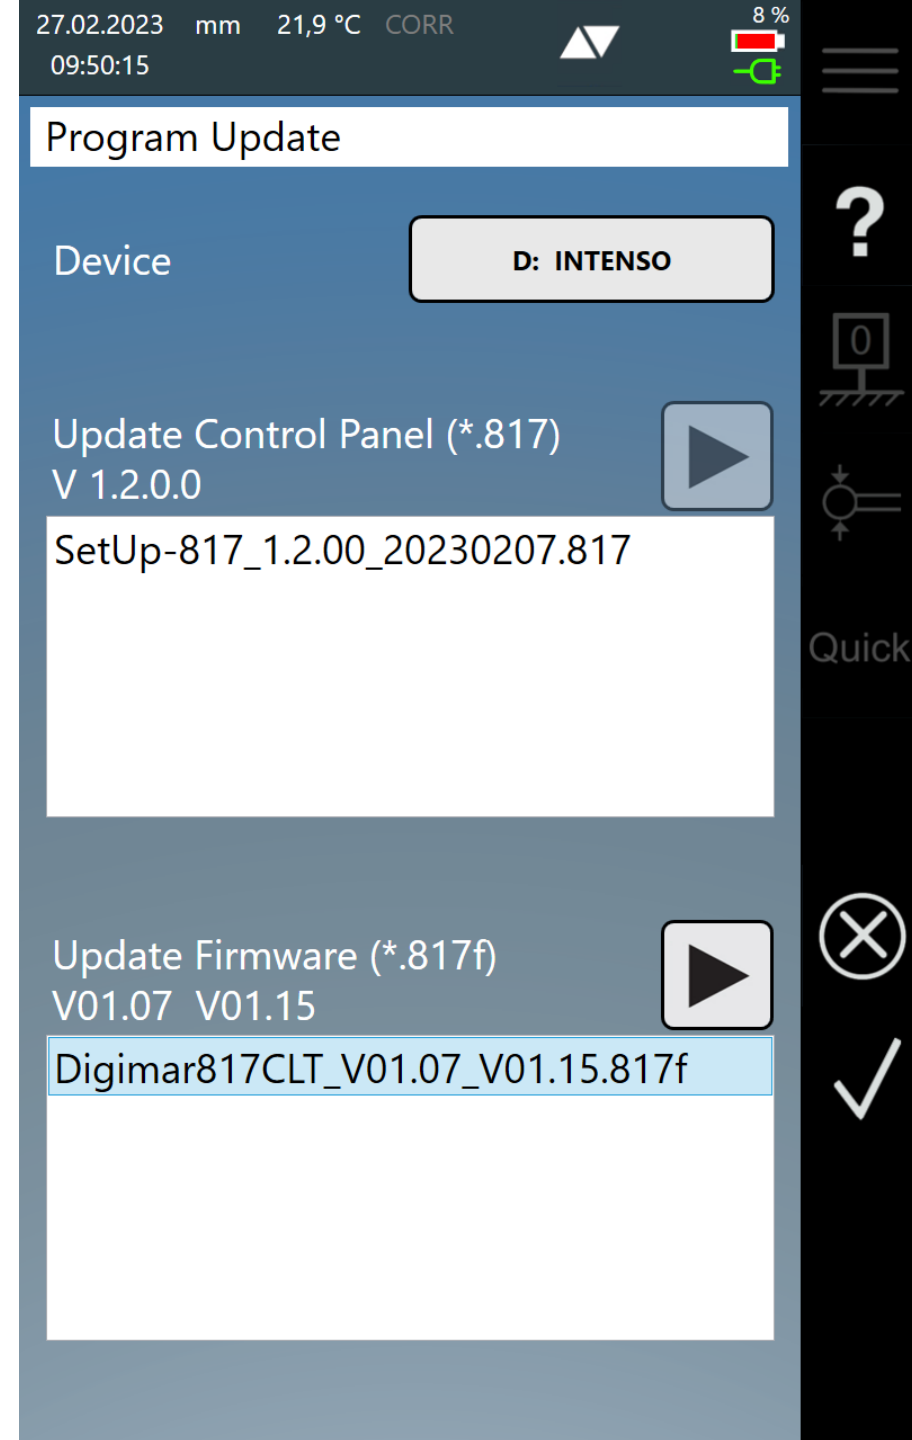 27.02.2023 mm 21,9 °C CORR 8 %
09:50:15
Program Update
?
Device D: INTENSO
0
Update Control Panel (*.817)
V 1.2.0.0
SetUp-817_1.2.00_20230207.817
Quick
Update Firmware (*.817f)
V01.07 V01.15
Digimar817CLT_V01.07_V01.15.817f